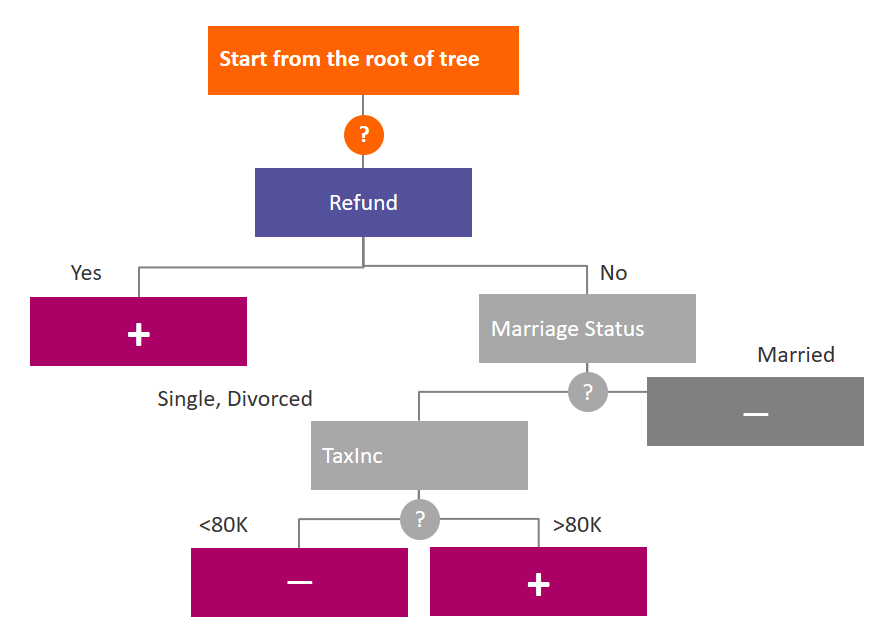 Start from the root of tree
?
Refund
Yes
No
+
Marriage Status
Married
?
—
Single, Divorced
TaxInc
<80K
?
>80K
—
+